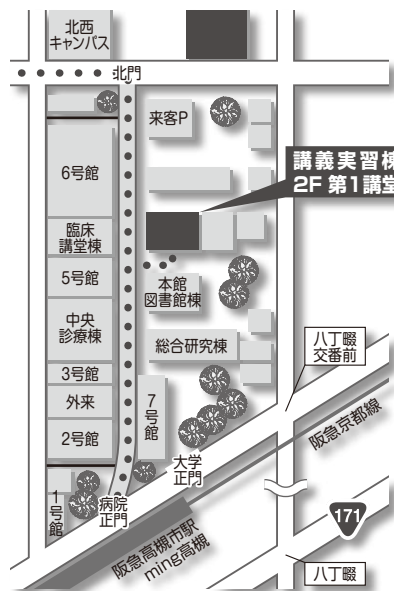 北西
キャンパス
北門
来客P
6号館
講義実習棟
2F 第1講堂
臨床
講堂棟
5号館
本館
図書館棟
中央
診療棟
総合研究棟
八丁畷
交番前
3号館
外来
7号館
2号館
阪急京都線
大学
正門
1号館
病院
正門
171
阪急高槻市駅
ming高槻
八丁畷